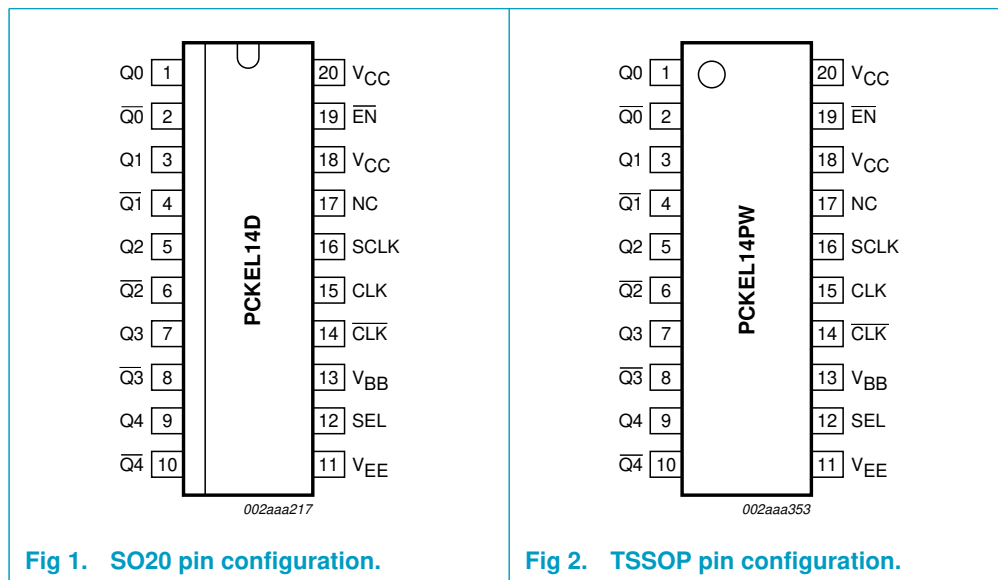 Q0 1 20 VCC
Q0 2 19 EN
Q1 3 18 VCC
Q1 4 17 NC
Q2 5 16 SCLK
Q2 6 15 CLK
Q3 7 14 CLK
Q3 8 13 VBB
Q4 9 12 SEL
Q4 10 11 VEE
PCKEL14D
002aaa217
Fig 1. SO20 pin configuration.
Q0 1 20 VCC
Q0 2 19 EN
Q1 3 18 VCC
Q1 4 17 NC
Q2 5 16 SCLK
Q2 6 15 CLK
Q3 7 14 CLK
Q3 8 13 VBB
Q4 9 12 SEL
Q4 10 11 VEE
PCKEL14PW
002aaa353
Fig 2. TSSOP pin configuration.